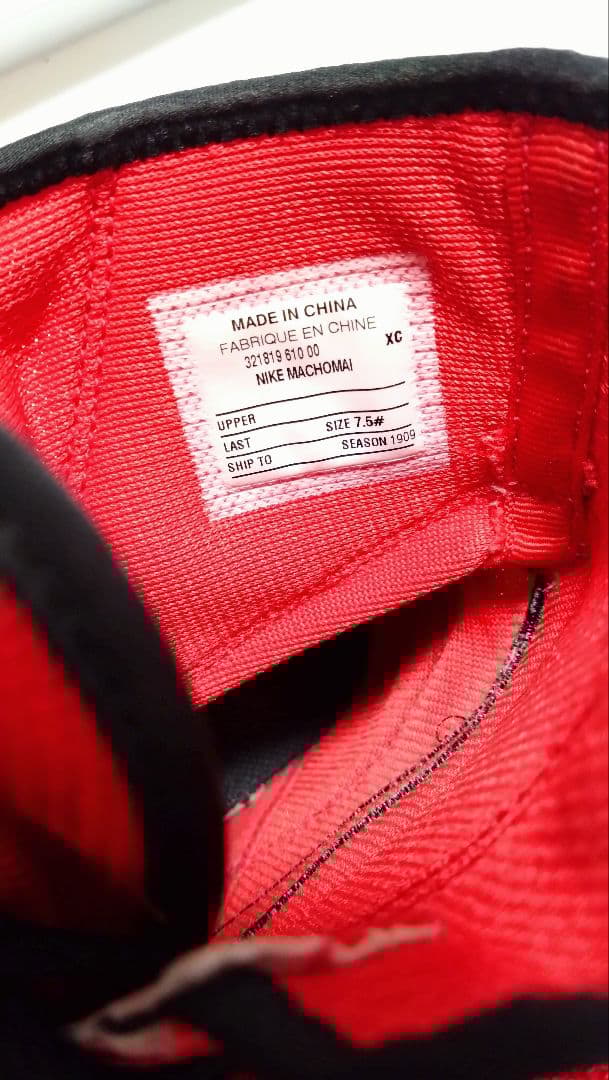 MADE IN CHINA
FABRIQUE EN CHINE
321819 610 00 XC
NIKE MACHOMAI
UPPER
LAST SIZE 7.5#
SHIP TO SEASON 1909